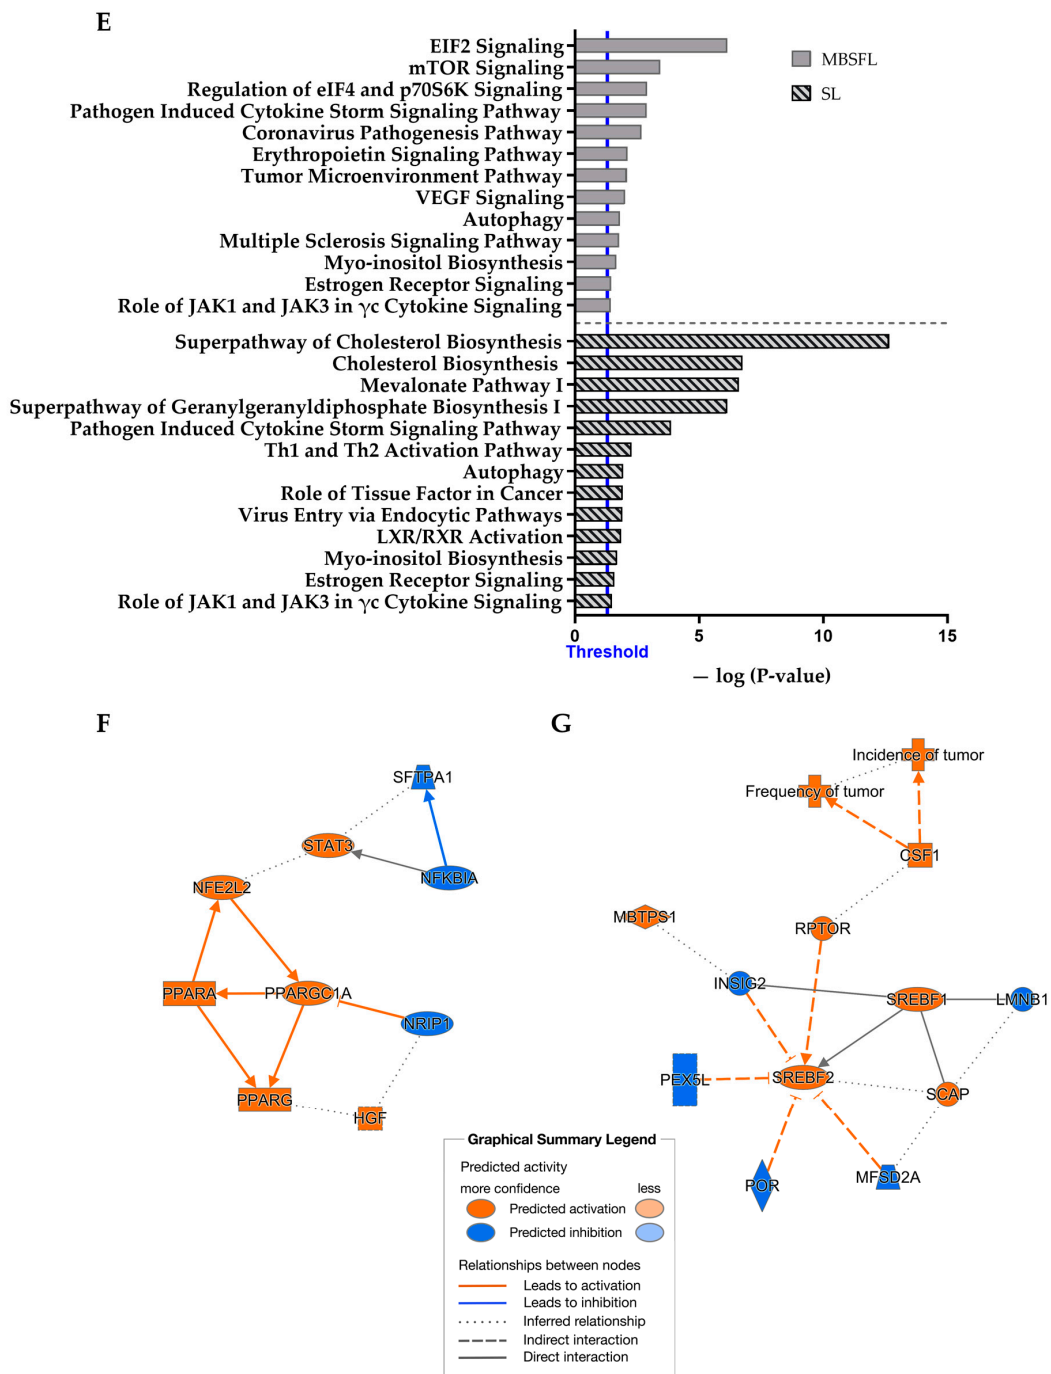 E
EIF2 Signaling
mTOR Signaling
Regulation of eIF4 and p70S6K Signaling
Pathogen Induced Cytokine Storm Signaling Pathway
Coronavirus Pathogenesis Pathway
Erythropoietin Signaling Pathway
Tumor Microenvironment Pathway
VEGF Signaling
Autophagy
Multiple Sclerosis Signaling Pathway
Myo-inositol Biosynthesis
Estrogen Receptor Signaling
Role of JAK1 and JAK3 in γc Cytokine Signaling
MBSFL
SL
Superpathway of Cholesterol Biosynthesis
Cholesterol Biosynthesis
Mevalonate Pathway I
Superpathway of Geranylgeranyldiphosphate Biosynthesis I
Pathogen Induced Cytokine Storm Signaling Pathway
Th1 and Th2 Activation Pathway
Autophagy
Role of Tissue Factor in Cancer
Virus Entry via Endocytic Pathways
LXR/RXR Activation
Myo-inositol Biosynthesis
Estrogen Receptor Signaling
Role of JAK1 and JAK3 in γc Cytokine Signaling
0 5 10 15
Threshold
— log (P-value)
F
SFTPA1
STAT3
NFKBIA
NFE2L2
PPARA
PPARGC1A
NRIP1
PPARG
HGF
G
Incidence of tumor
Frequency of tumor
CSF1
MBTPS1
RPTOR
INSIG2
SREBF1
LMNB1
PEX5L
SREBF2
SCAP
POR
MFSD2A
Graphical Summary Legend
Predicted activity
more confidence less
Predicted activation
Predicted inhibition
Relationships between nodes
Leads to activation
Leads to inhibition
Inferred relationship
Indirect interaction
Direct interaction